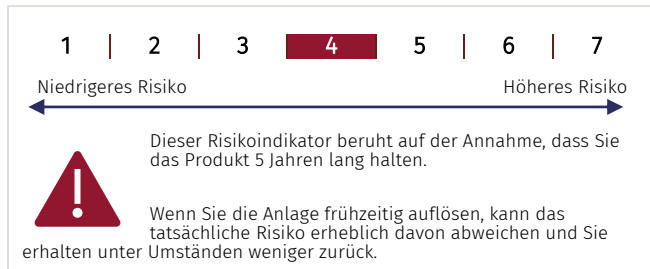 1 | 2 | 3 | 4 | 5 | 6 | 7
Niedrigeres Risiko Höheres Risiko
Dieser Risikoindikator beruht auf der Annahme, dass Sie
das Produkt 5 Jahren lang halten.
Wenn Sie die Anlage frühzeitig auflösen, kann das
tatsächliche Risiko erheblich davon abweichen und Sie
erhalten unter Umständen weniger zurück.